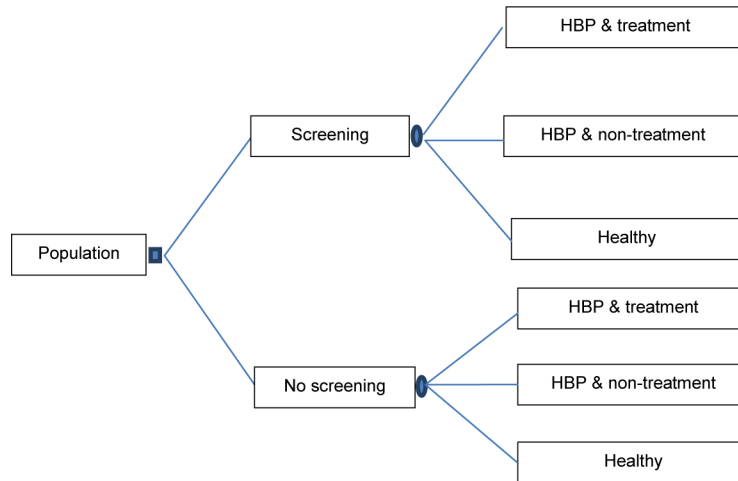 HBP & treatment
Screening
HBP & non-treatment
Healthy
Population
HBP & treatment
No screening
HBP & non-treatment
Healthy